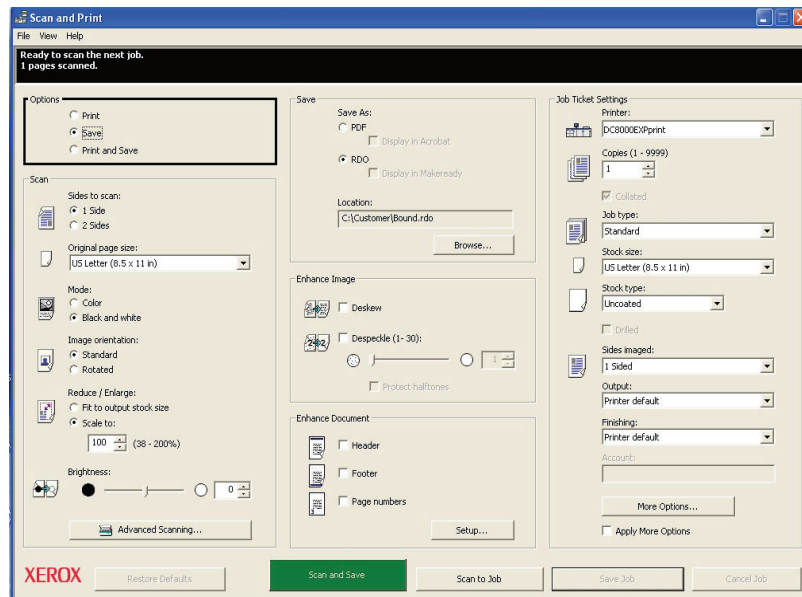 Scan and Print
File View Help
Ready to scan the next job.
1 pages scanned.
Options
Print
Save
Print and Save
Scan
Sides to scan:
1 Side
2 Sides
Original page size:
US Letter (8.5 x 11 in)
Mode:
Color
Black and white
Image orientation:
Standard
Rotated
Reduce / Enlarge:
Fit to output stock size
Scale to:
100 (38 - 200%)
Brightness:
0
Advanced Scanning...
Save
Save As:
PDF
Display in Acrobat
RDO
Display in Makeready
Location:
C:\Customer\Bound.rdo
Browse...
Enhance Image
Deskew
Despeckle (1- 30):
1
Protect halftones
Enhance Document
Header
Footer
Page numbers
Setup...
Job Ticket Settings
Printer:
DC8000EXPprint
Copies (1 - 9999)
1
Collated
Job type:
Standard
Stock size:
US Letter (8.5 x 11 in)
Stock type:
Uncoated
Drilled
Sides imaged:
1 Sided
Output:
Printer default
Finishing:
Printer default
Account:
More Options...
Apply More Options
XEROX
Restore Defaults
Scan and Save
Scan to Job
Save Job
Cancel Job